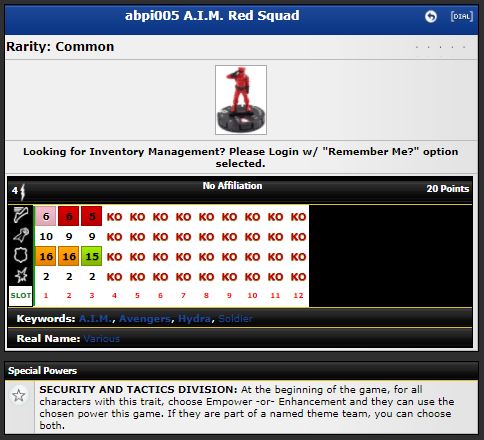 abpi005 A.I.M. Red Squad [DIAL]
Rarity: Common
Looking for Inventory Management? Please Login w/ "Remember Me?" option
selected.
4 No Affiliation 20 Points
6 6 5 KO KO KO KO KO KO KO KO KO
10 9 9 KO KO KO KO KO KO KO KO KO
16 16 15 KO KO KO KO KO KO KO KO KO
2 2 2 KO KO KO KO KO KO KO KO KO
SLOT 1 2 3 4 5 6 7 8 9 10 11 12
Keywords: A.I.M., Avengers, Hydra, Soldier
Real Name: Various
Special Powers
SECURITY AND TACTICS DIVISION: At the beginning of the game, for all
characters with this trait, choose Empower -or- Enhancement and they can use the
chosen power this game. If they are part of a named theme team, you can choose
both.